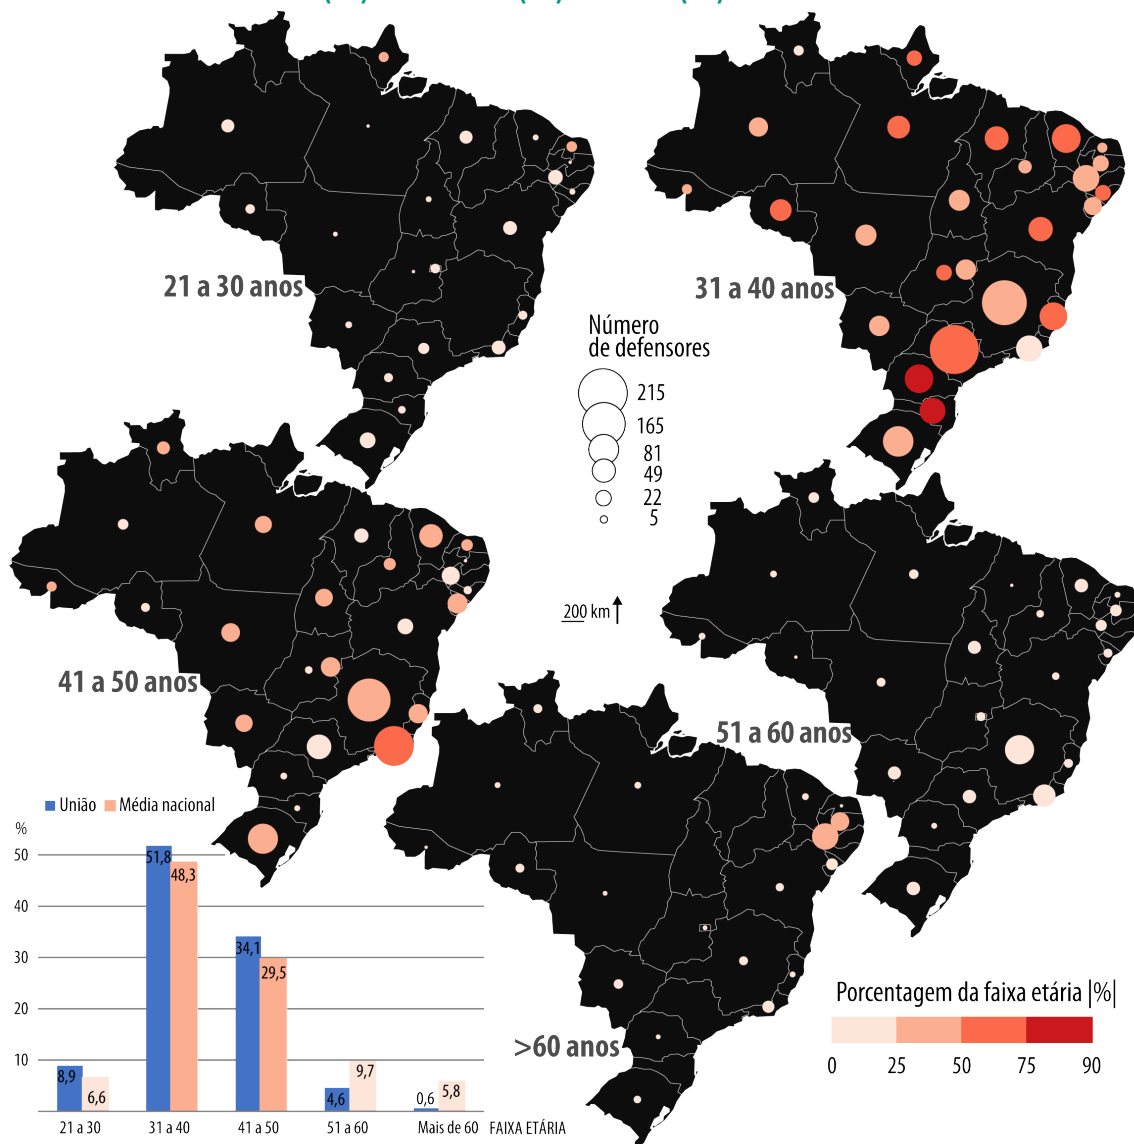 21 a 30 anos
31 a 40 anos
Número
de defensores
215
165
81
49
22
5
200 km
41 a 50 anos
51 a 60 anos
>60 anos
União
Média nacional
%
50
40
30
20
10
8,9
6,6
51,8
48,3
34,1
29,5
4,6
9,7
0,6
5,8
21 a 30
31 a 40
41 a 50
51 a 60
Mais de 60
FAIXA ETÁRIA
Porcentagem da faixa etária |%|
0 25 50 75 90